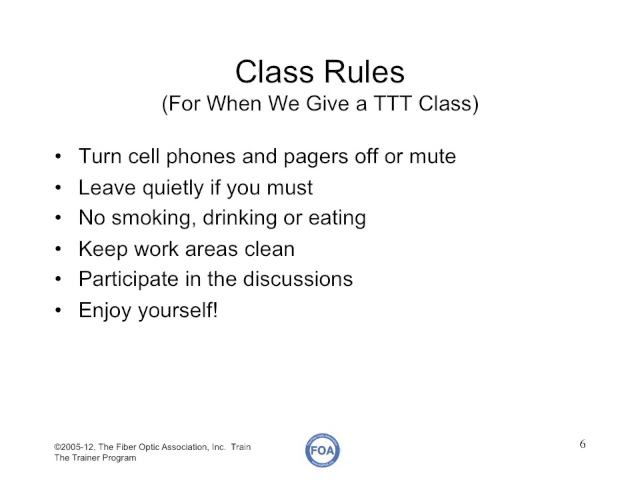 Class Rules
(For When We Give a TTT Class)
• Turn cell phones and pagers off or mute
• Leave quietly if you must
• No smoking, drinking or eating
• Keep work areas clean
• Participate in the discussions
• Enjoy yourself!
©2005-12, The Fiber Optic Association, Inc. Train
The Trainer Program
FOA
6